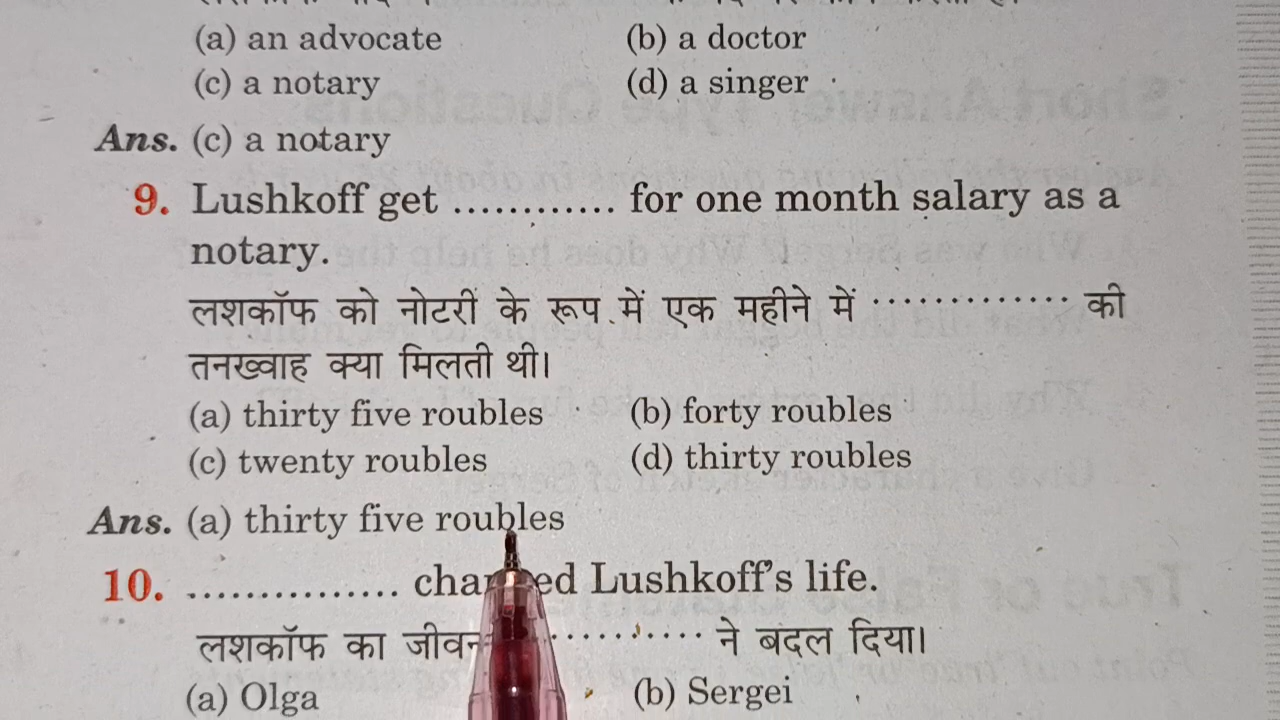 (a) an advocate (b) a doctor
(c) a notary (d) a singer
Ans. (c) a notary
9. Lushkoff get ............ for one month salary as a
notary.
लशकॉफ को नोटरी के रूप में एक महीने में ............. की
तनख्वाह क्या मिलती थी।
(a) thirty five roubles (b) forty roubles
(c) twenty roubles (d) thirty roubles
Ans. (a) thirty five roubles
10. ............... changed Lushkoff's life.
लशकॉफ का जीवन .......... ने बदल दिया।
(a) Olga (b) Sergei